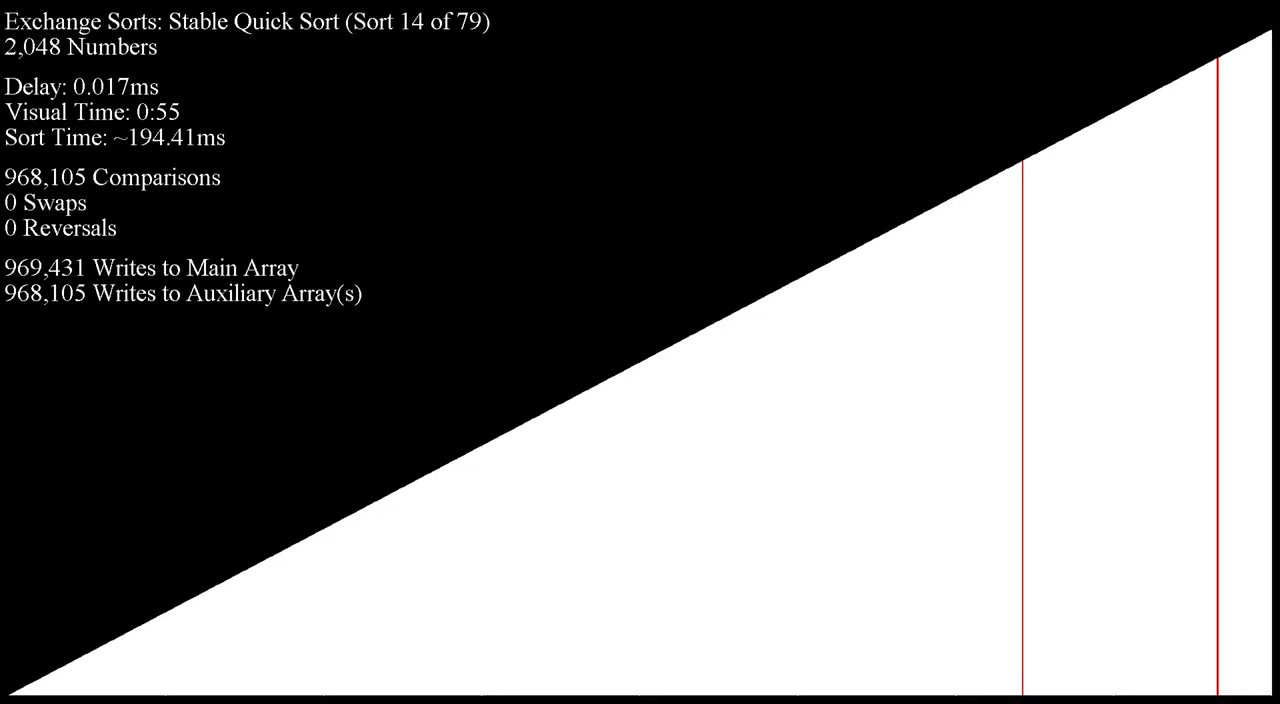 Exchange Sorts: Stable Quick Sort (Sort 14 of 79)
2,048 Numbers
Delay: 0.017ms
Visual Time: 0:55
Sort Time: ~194.41ms
968,105 Comparisons
0 Swaps
0 Reversals
969,431 Writes to Main Array
968,105 Writes to Auxiliary Array(s)